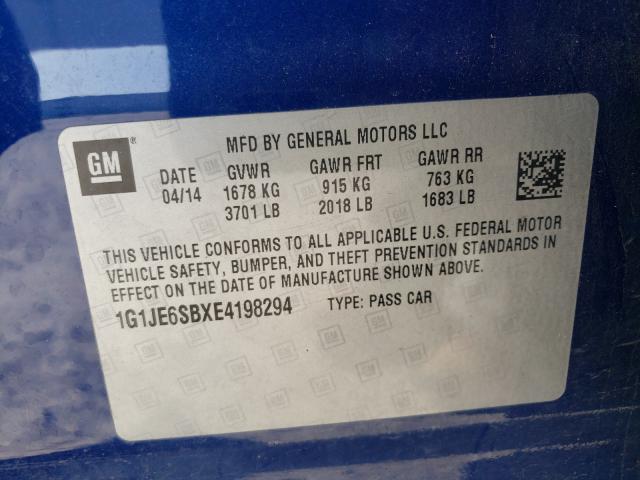 MFD BY GENERAL MOTORS LLC
GM®
DATE GVWR GAWR FRT GAWR RR
04/14 1678 KG 915 KG 763 KG
3701 LB 2018 LB 1683 LB
THIS VEHICLE CONFORMS TO ALL APPLICABLE U.S. FEDERAL MOTOR
VEHICLE SAFETY, BUMPER, AND THEFT PREVENTION STANDARDS IN
EFFECT ON THE DATE OF MANUFACTURE SHOWN ABOVE.
1G1JE6SBXE4198294 TYPE: PASS CAR